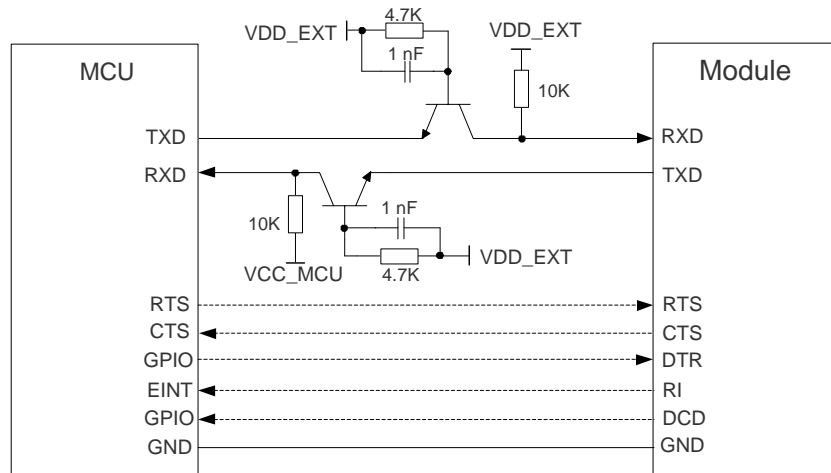 4.7K
VDD_EXT
VDD_EXT
1 nF
MCU
Module
10K
TXD
RXD
RXD
TXD
1 nF
10K
VDD_EXT
VCC_MCU
4.7K
RTS
RTS
CTS
CTS
GPIO
DTR
EINT
RI
GPIO
DCD
GND
GND